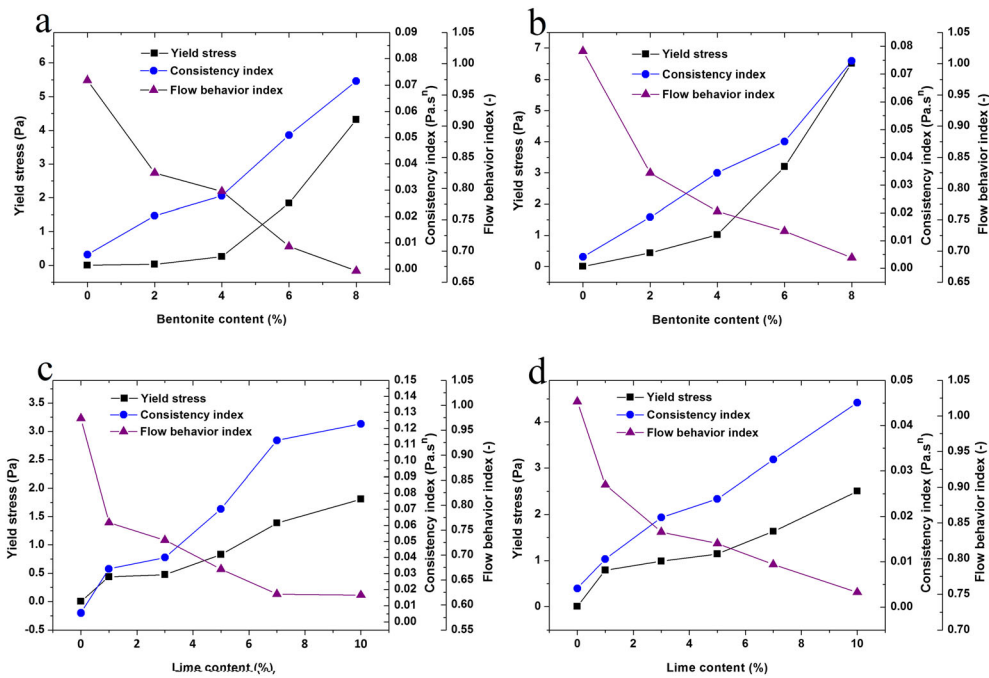 a
Yield stress
Consistency index
Flow behavior index
Yield stress (Pa)
6
5
4
3
2
1
0
0 2 4 6 8
Bentonite content (%)
0.09
0.08
0.07
0.06
0.05
0.04
0.03
0.02
0.01
0.00
Consistency index (Pa.sⁿ)
1.05
1.00
0.95
0.90
0.85
0.80
0.75
0.70
0.65
Flow behavior index (-)
b
Yield stress
Consistency index
Flow behavior index
Yield stress (Pa)
7
6
5
4
3
2
1
0
0 2 4 6 8
Bentonite content (%)
0.08
0.07
0.06
0.05
0.04
0.03
0.02
0.01
0.00
Consistency index (Pa.sⁿ)
1.05
1.00
0.95
0.90
0.85
0.80
0.75
0.70
0.65
Flow behavior index (-)
c
Yield stress
Consistency index
Flow behavior index
Yield stress (Pa)
3.5
3.0
2.5
2.0
1.5
1.0
0.5
0.0
-0.5
0 2 4 6 8 10
Lime content (%)
0.15
0.14
0.13
0.12
0.11
0.10
0.09
0.08
0.07
0.06
0.05
0.04
0.03
0.02
0.01
0.00
Consistency index (Pa.sⁿ)
1.05
1.00
0.95
0.90
0.85
0.80
0.75
0.70
0.65
0.60
0.55
Flow behavior index (-)
d
Yield stress
Consistency index
Flow behavior index
Yield stress (Pa)
4
3
2
1
0
0 2 4 6 8 10
Lime content (%)
0.05
0.04
0.03
0.02
0.01
0.00
Consistency index (Pa.sⁿ)
1.05
1.00
0.95
0.90
0.85
0.80
0.75
0.70
Flow behavior index (-)